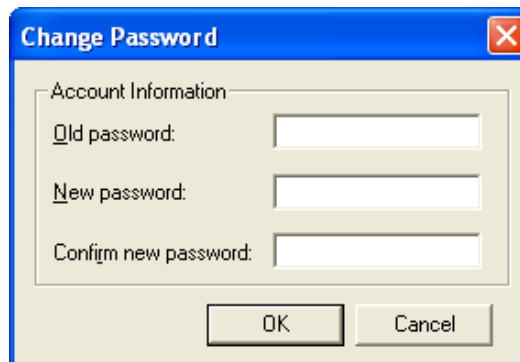 Change Password
Account Information
Old password:
New password:
Confirm new password:
OK Cancel